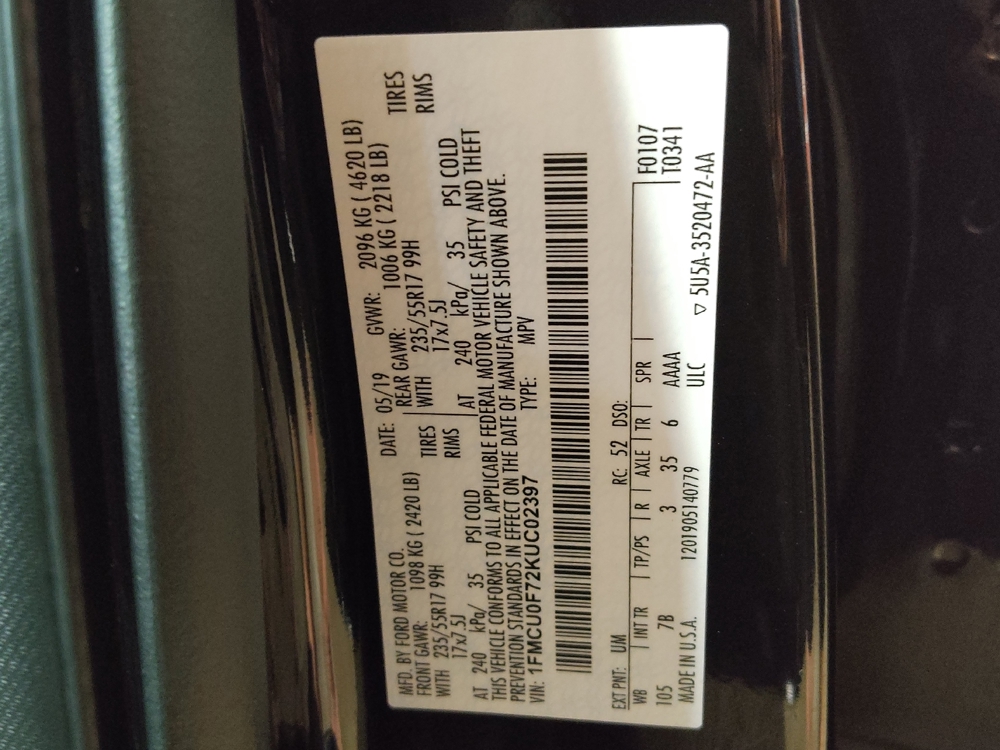 MFD. BY FORD MOTOR CO. DATE: 05/19 GVWR: 2096 KG ( 4620 LB)
FRONT GAWR: 1098 KG ( 2420 LB) REAR GAWR: 1006 KG ( 2218 LB)
WITH 235/55R17 99H TIRES WITH 235/55R17 99H TIRES
17x7.5J RIMS 17x7.5J RIMS
AT 240 kPa/ 35 PSI COLD AT 240 kPa/ 35 PSI COLD
THIS VEHICLE CONFORMS TO ALL APPLICABLE FEDERAL MOTOR VEHICLE SAFETY AND THEFT
PREVENTION STANDARDS IN EFFECT ON THE DATE OF MANUFACTURE SHOWN ABOVE.
VIN: 1FMCU0F72KUC02397 TYPE: MPV
EXT PNT: UM RC: 52 DSO:
WB INT TR TP/PS R AXLE TR SPR F0107
105 7B 3 35 6 AAAA T0341
ULC
MADE IN U.S.A. 1201905140779 ▽ 5U5A-3520472-AA